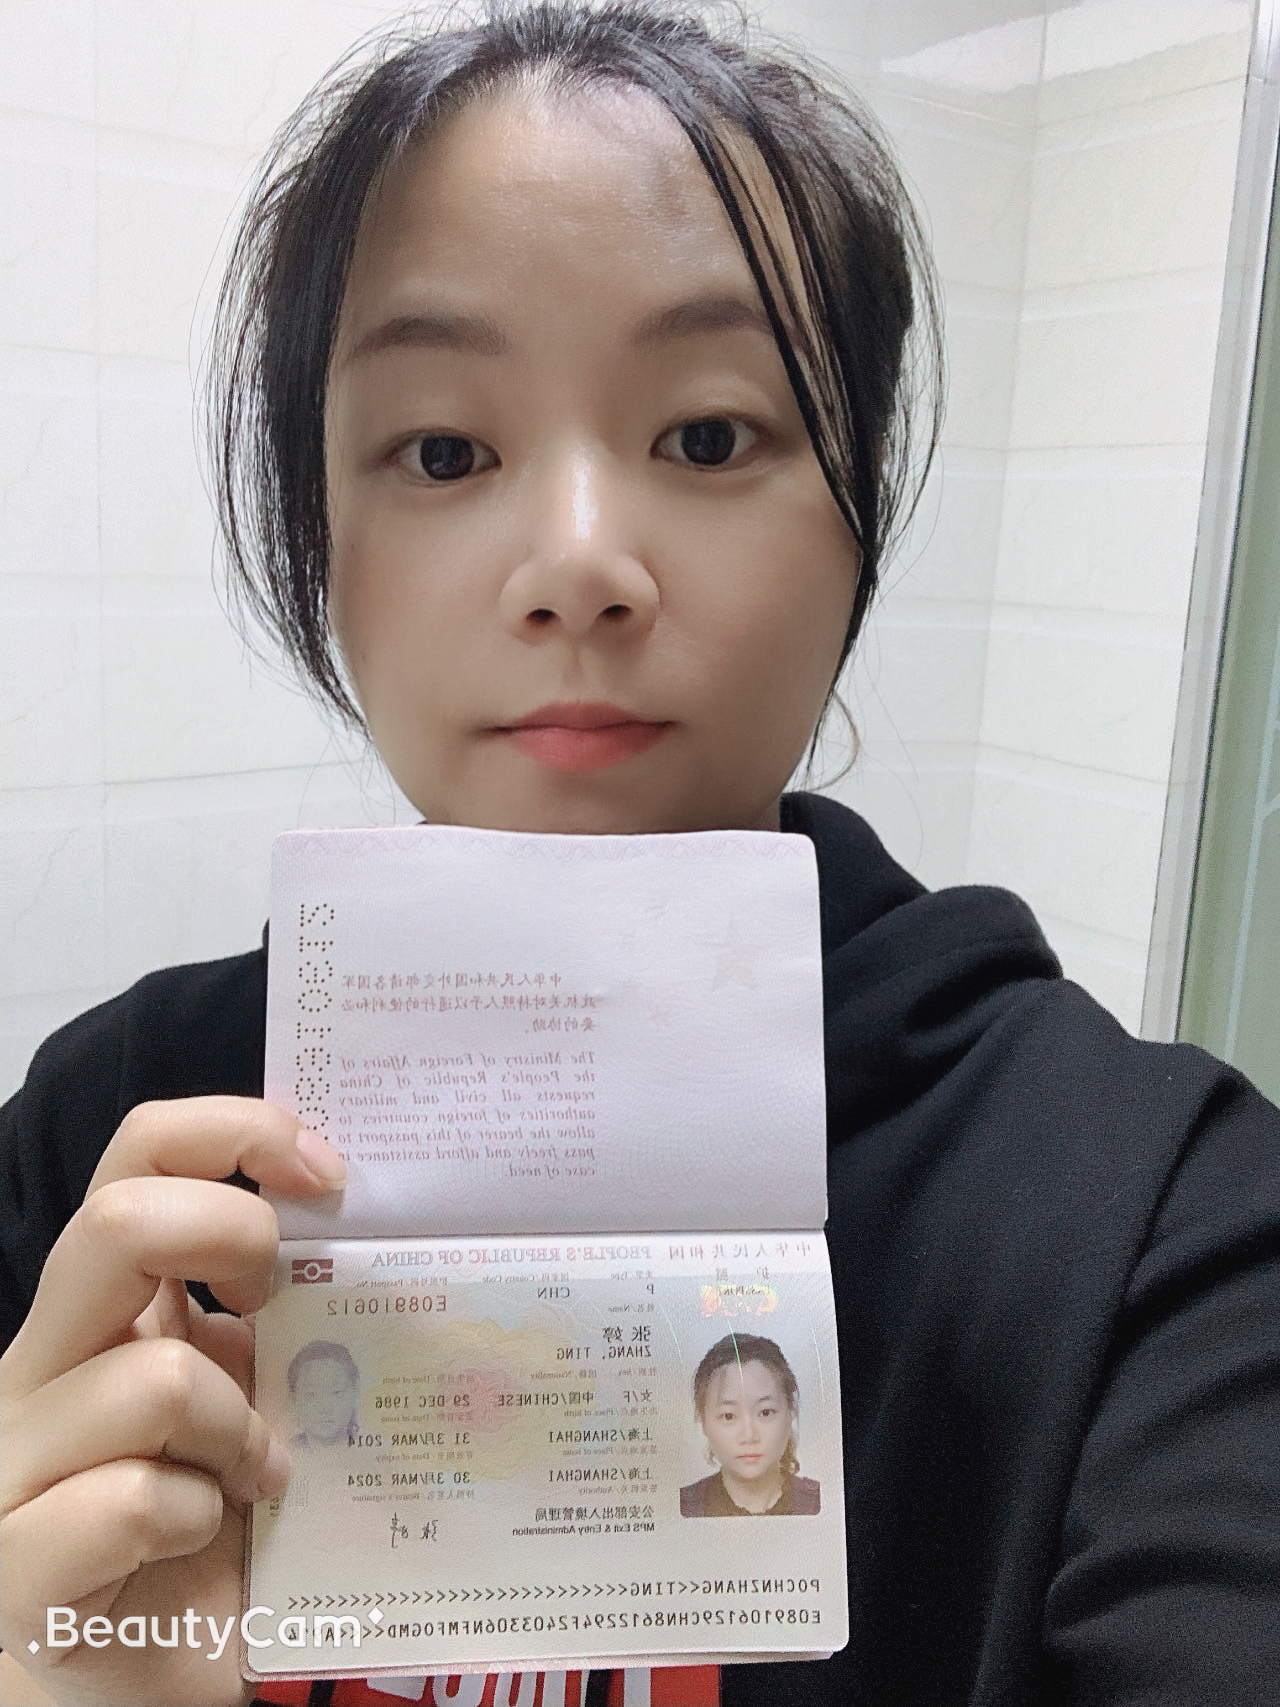 中华人民共和国外交部请各国军
政机关对持照人予以通行的便利和必
要的协助。
The Ministry of Foreign Affairs of
the People's Republic of China
requests all civil and military
authorities of foreign countries to
allow the bearer of this passport to
pass freely and afford assistance in
case of need.
中华人民共和国 PEOPLE'S REPUBLIC OF CHINA
护照 类型/Type 国家码/Country Code 护照号码/Passport No.
P CHN E08910612
姓名/Name
张婷
ZHANG, TING
性别/Sex 国籍/Nationality 出生日期/Date of birth
女/F 中国/CHINESE 29 DEC 1986
出生地点/Place of birth 签发日期/Date of issue
上海/SHANGHAI 31 3月/MAR 2014
签发地点/Place of issue 有效期至/Date of expiry
上海/SHANGHAI 30 3月/MAR 2024
签发机关/Authority 持照人签名/Bearer's signature
公安部出入境管理局
MPS Exit & Entry Administration
张婷
POCHNZHANG<<TING<<<<<<<<<<<<<<<<<<<<<<<<<<<<
E089106129CHN8612294F2403306NFMFOGMD<<<<A
BeautyCam